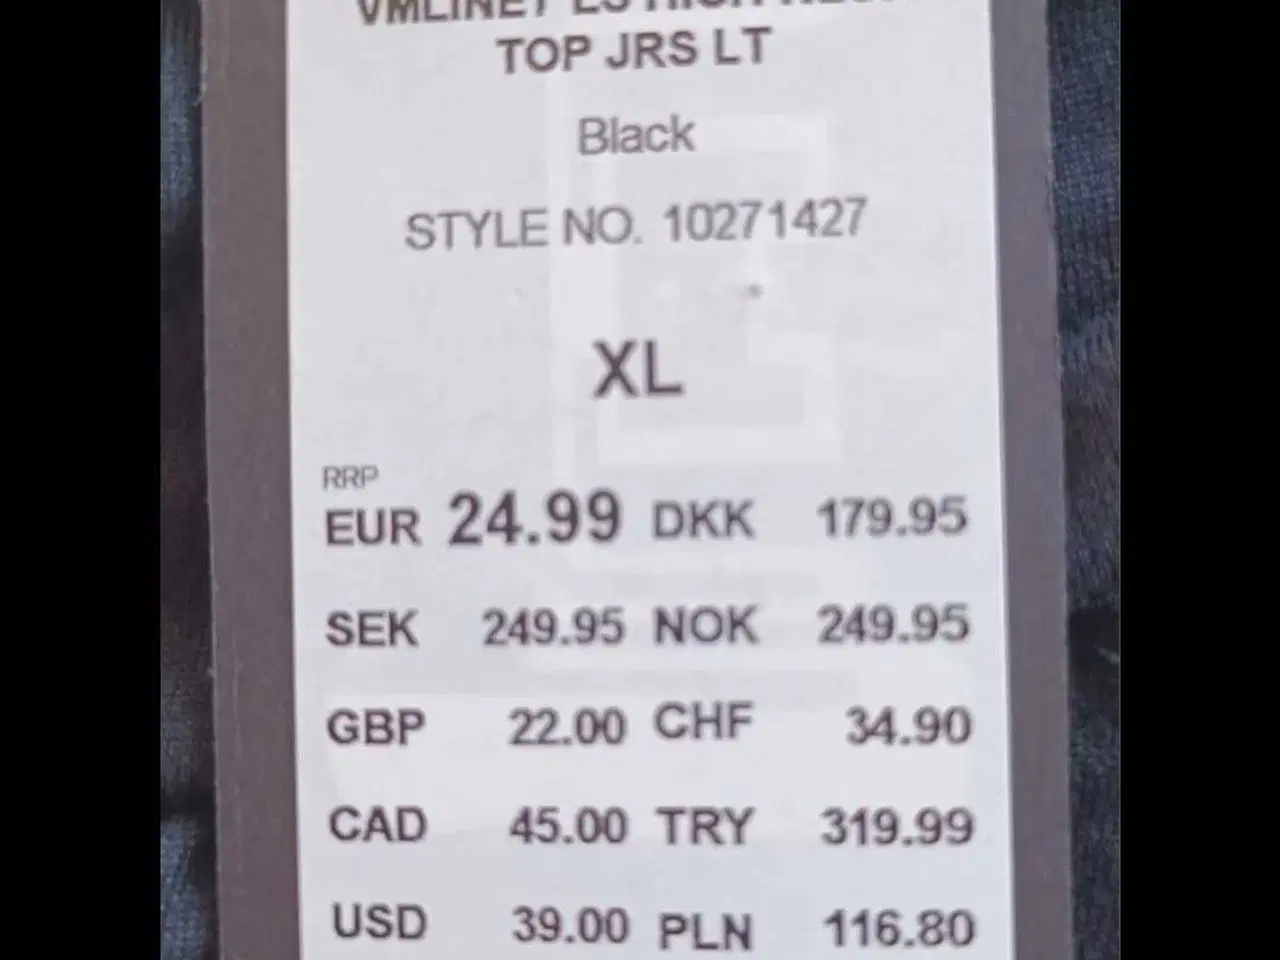 TOP JRS LT
Black
STYLE NO. 10271427
XL
RRP
EUR 24.99 DKK 179.95
SEK 249.95 NOK 249.95
GBP 22.00 CHF 34.90
CAD 45.00 TRY 319.99
USD 39.00 PLN 116.80